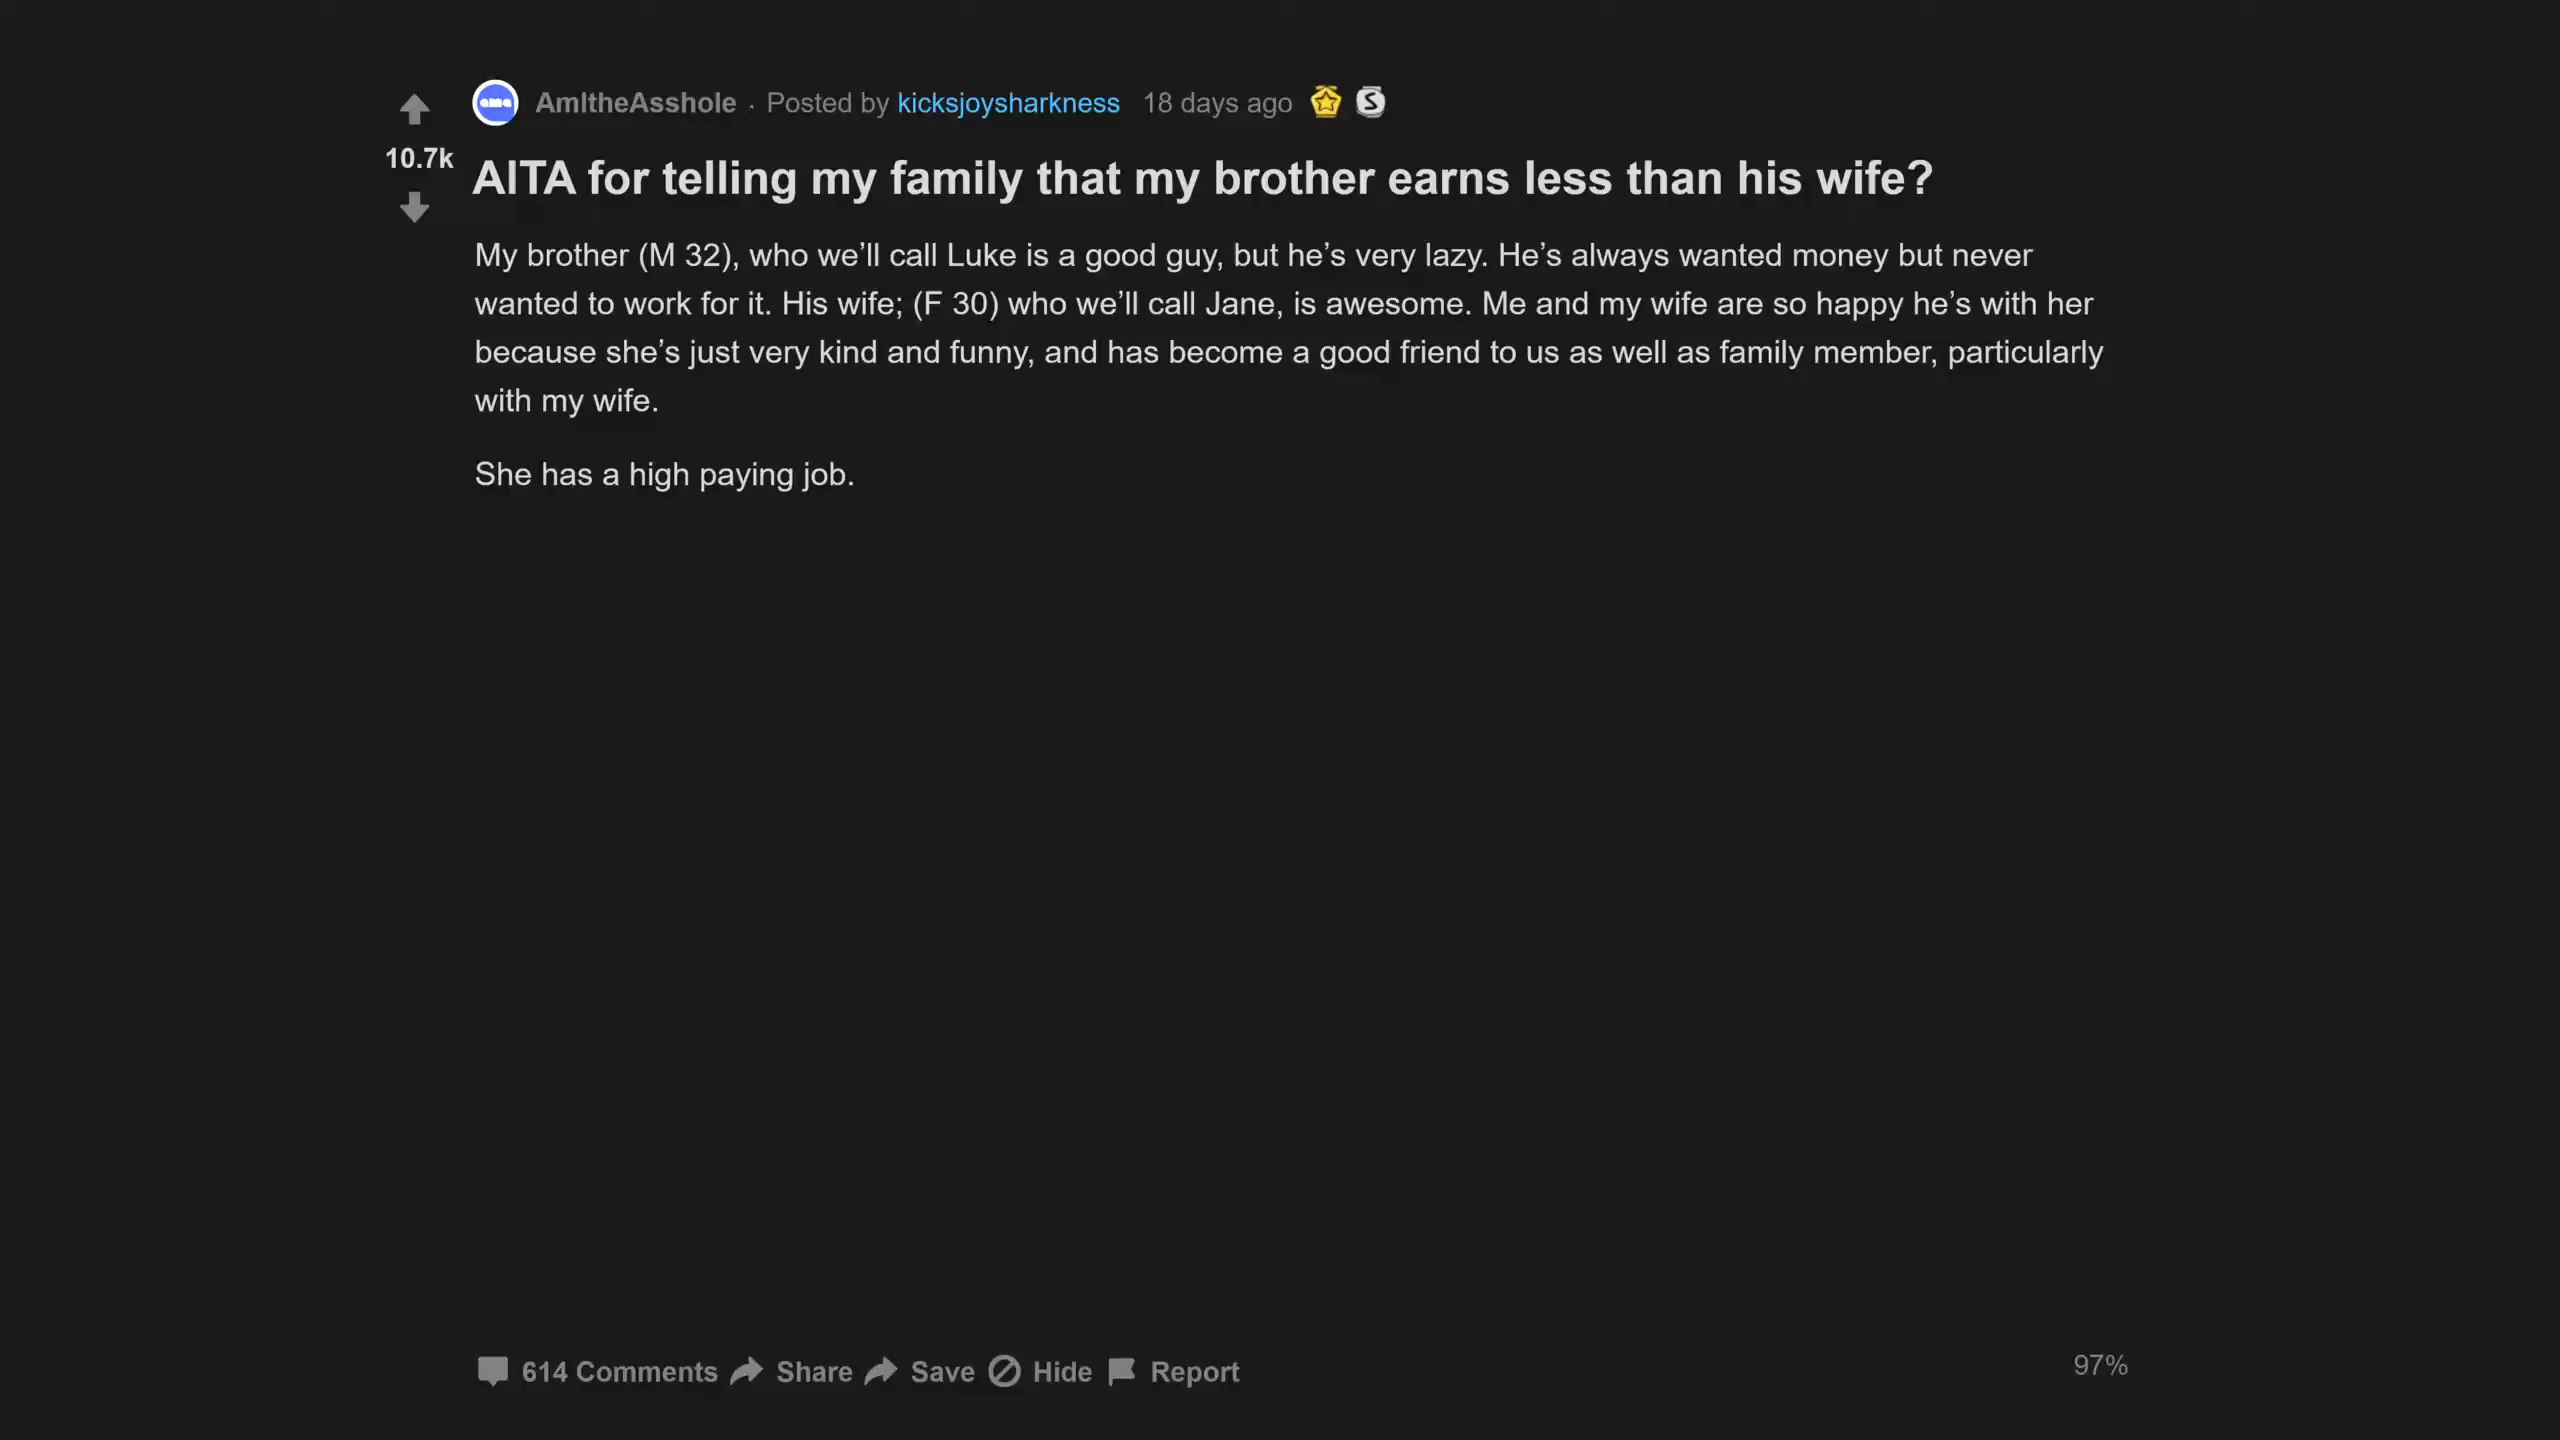 AmItheAsshole · Posted by kicksjoysharkness 18 days ago
10.7k
AITA for telling my family that my brother earns less than his wife?
My brother (M 32), who we’ll call Luke is a good guy, but he’s very lazy. He’s always wanted money but never
wanted to work for it. His wife; (F 30) who we’ll call Jane, is awesome. Me and my wife are so happy he’s with her
because she’s just very kind and funny, and has become a good friend to us as well as family member, particularly
with my wife.
She has a high paying job.
614 Comments Share Save Hide Report
97%